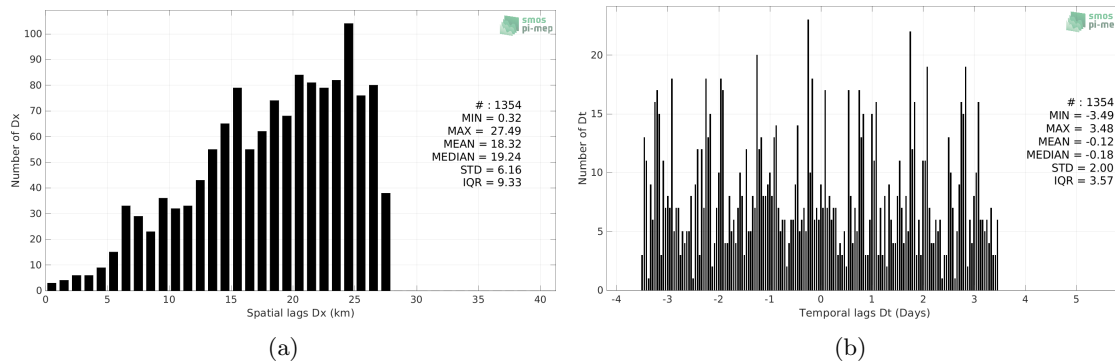 100
90
80
70
60
50
40
30
20
10
0
0 5 10 15 20 25 30 35 40
Number of Dx
Spatial lags Dx (km)
smos
pi-mep
# : 1354
MIN = 0.32
MAX = 27.49
MEAN = 18.32
MEDIAN = 19.24
STD = 6.16
IQR = 9.33
(a)
20
15
10
5
0
-4 -3 -2 -1 0 1 2 3 4 5
Number of Dt
Temporal lags Dt (Days)
smos
pi-mep
# : 1354
MIN = -3.49
MAX = 3.48
MEAN = -0.12
MEDIAN = -0.18
STD = 2.00
IQR = 3.57
(b)